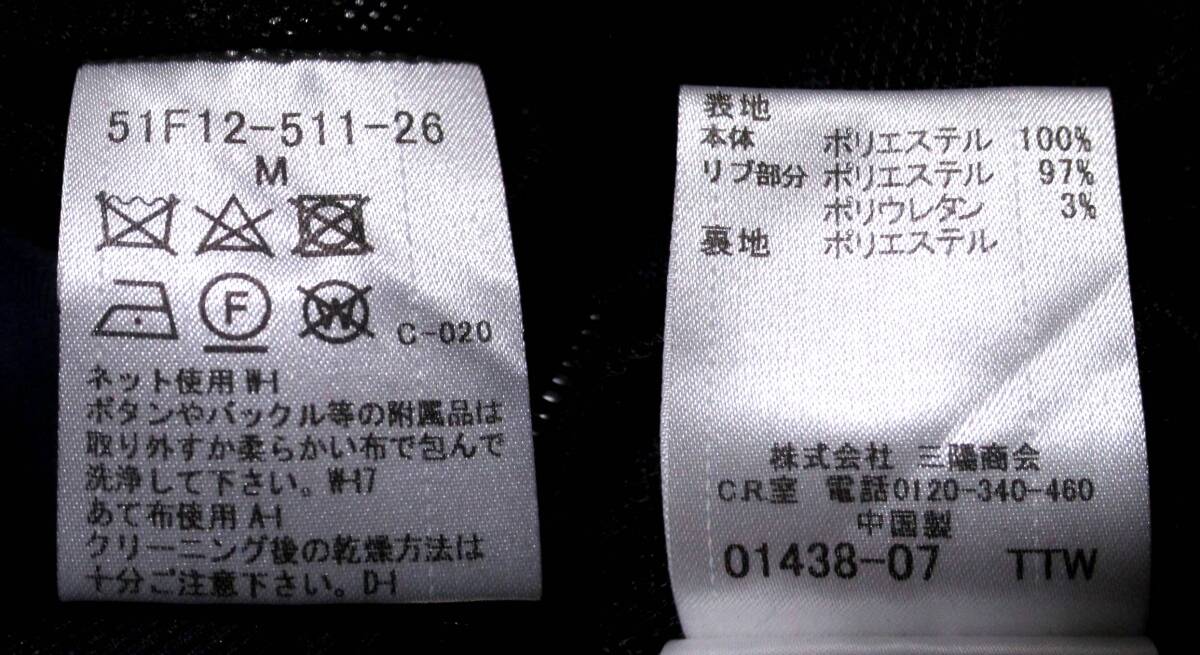 51F12-511-26
M
F
W
C-020
ネット使用 W-1
ボタンやバックル等の附属品は
取り外すか柔らかい布で包んで
洗浄して下さい。W-17
あて布使用 A-1
クリーニング後の乾燥方法は
十分ご注意下さい。D-1
表地
本体 ポリエステル 100%
リブ部分 ポリエステル 97%
ポリウレタン 3%
裏地 ポリエステル
株式会社 三陽商会
C.R.室 電話0120-340-460
中国製
01438-07 TTW